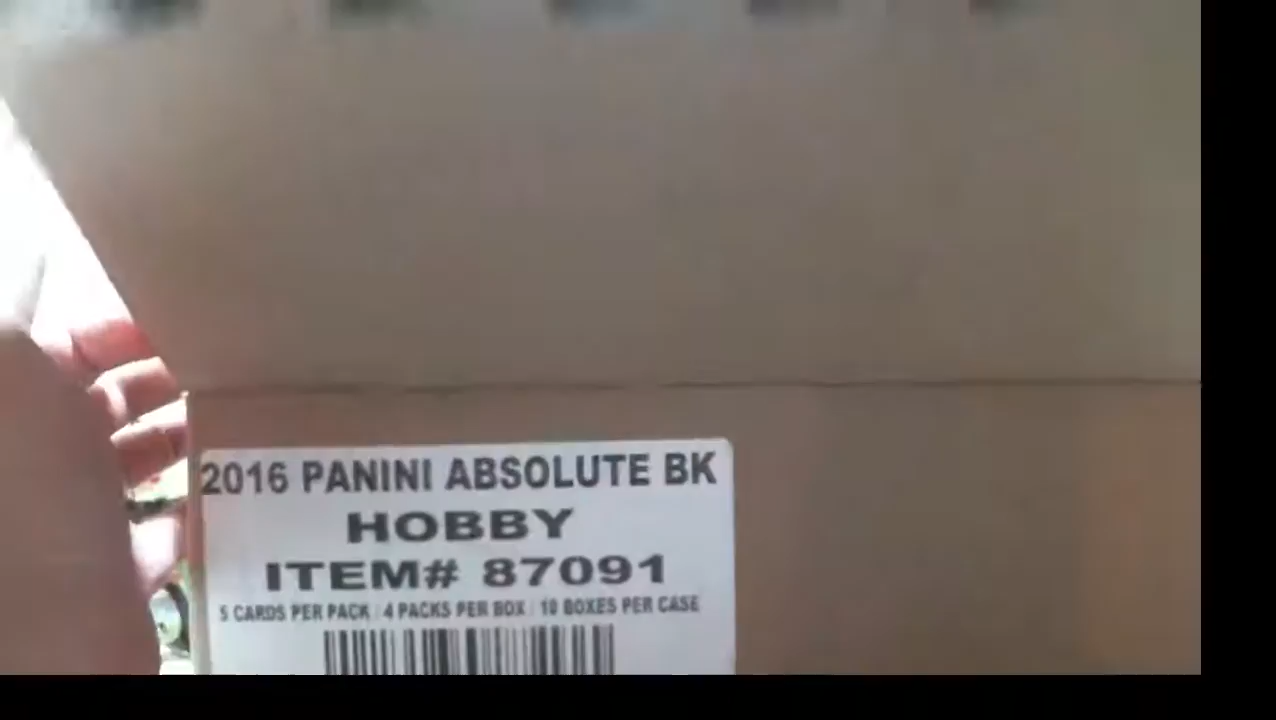 2016 PANINI ABSOLUTE BK
HOBBY
ITEM# 87091
5 CARDS PER PACK / 4 PACKS PER BOX / 10 BOXES PER CASE